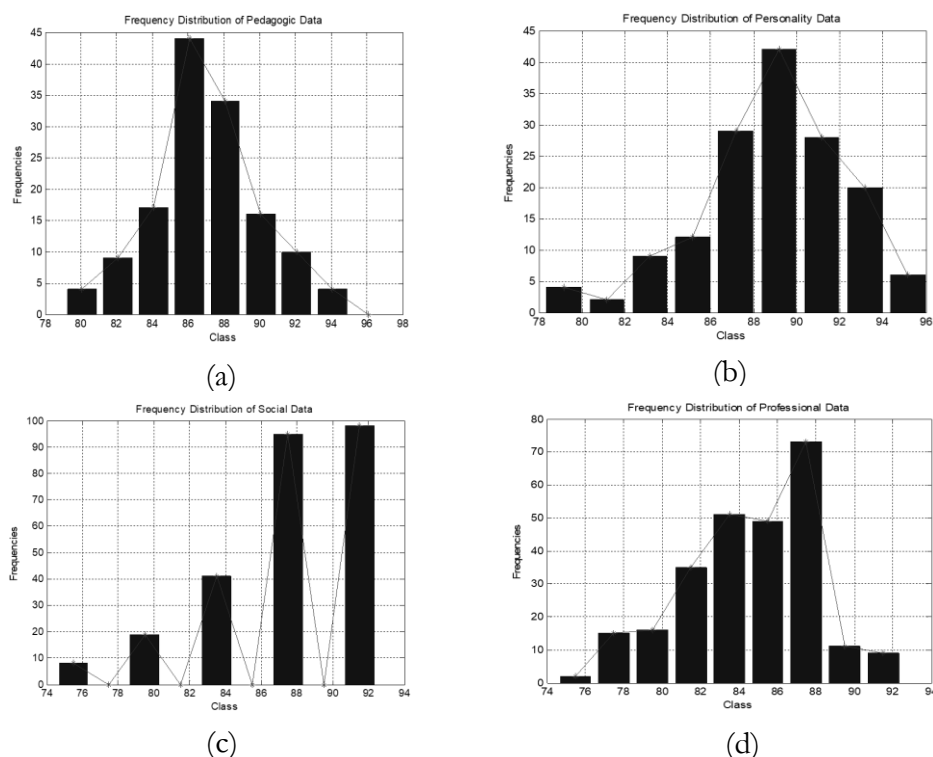 Frequency Distribution of Pedagogic Data
45
40
35
30
25
20
15
10
5
0
Frequencies
78 80 82 84 86 88 90 92 94 96 98
Class
(a)
Frequency Distribution of Personality Data
45
40
35
30
25
20
15
10
5
0
Frequencies
78 80 82 84 86 88 90 92 94 96
Class
(b)
Frequency Distribution of Social Data
100
90
80
70
60
50
40
30
20
10
0
Frequencies
74 76 78 80 82 84 86 88 90 92 94
Class
(c)
Frequency Distribution of Professional Data
80
70
60
50
40
30
20
10
0
Frequencies
74 76 78 80 82 84 86 88 90 92 94
Class
(d)